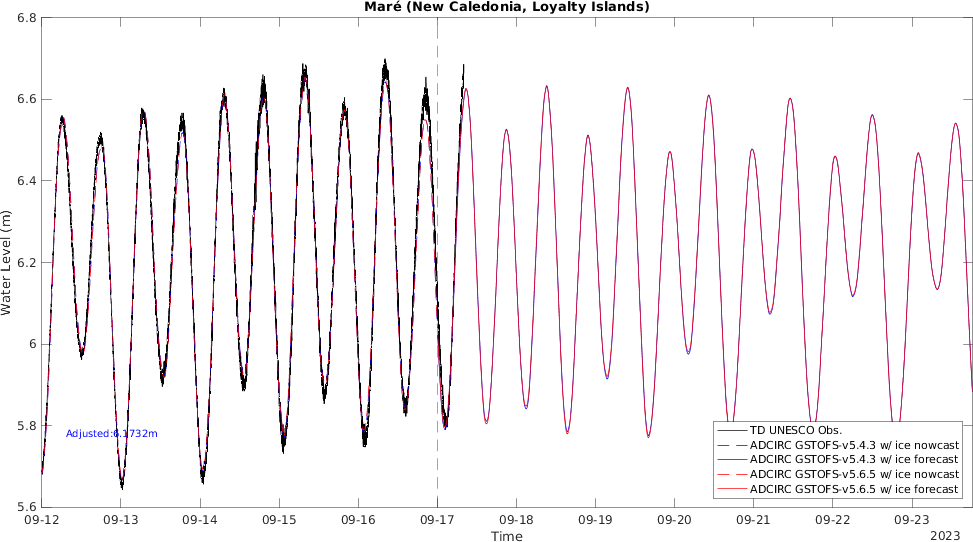 Maré (New Caledonia, Loyalty Islands)
6.8
6.6
6.4
6.2
6
5.8
5.6
Water Level (m)
Adjusted:6.1732m
TD UNESCO Obs.
ADCIRC GSTOFS-v5.4.3 w/ ice nowcast
ADCIRC GSTOFS-v5.4.3 w/ ice forecast
ADCIRC GSTOFS-v5.6.5 w/ ice nowcast
ADCIRC GSTOFS-v5.6.5 w/ ice forecast
09-12 09-13 09-14 09-15 09-16 09-17 09-18 09-19 09-20 09-21 09-22 09-23
Time
2023